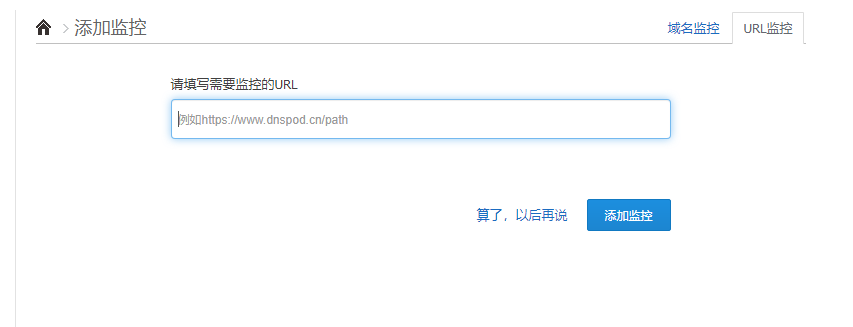 添加监控
域名监控
URL监控
请填写需要监控的URL
例如https://www.dnspod.cn/path
算了，以后再说
添加监控